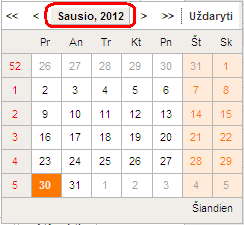 << < Sausio, 2012 > >> Uždaryti
Pr An Tr Kt Pn Št Sk
52 26 27 28 29 30 31 1
1 2 3 4 5 6 7 8
2 9 10 11 12 13 14 15
3 16 17 18 19 20 21 22
4 23 24 25 26 27 28 29
5 30 31 1 2 3 4 5
Šiandien